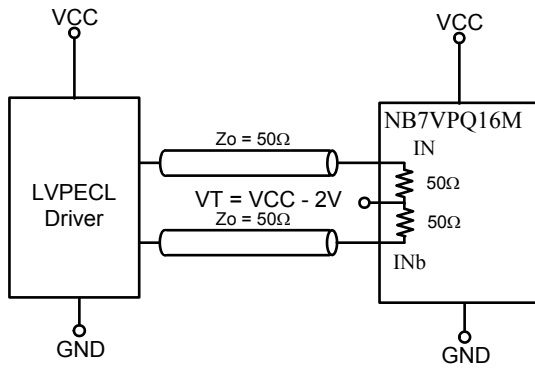 VCC
VCC
NB7VPQ16M
Zo = 50Ω
IN
50Ω
LVPECL
Driver
VT = VCC - 2V
50Ω
Zo = 50Ω
INb
GND
GND